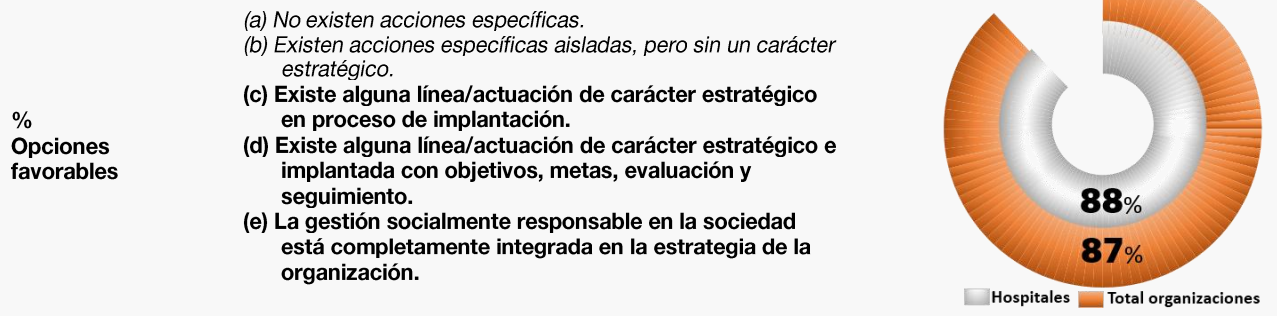 (a) No existen acciones específicas.
(b) Existen acciones específicas aisladas, pero sin un carácter
estratégico.
(c) Existe alguna línea/actuación de carácter estratégico
en proceso de implantación.
%
Opciones
favorables
(d) Existe alguna línea/actuación de carácter estratégico e
implantada con objetivos, metas, evaluación y
seguimiento.
(e) La gestión socialmente responsable en la sociedad
está completamente integrada en la estrategia de la
organización.
88%
87%
Hospitales Total organizaciones